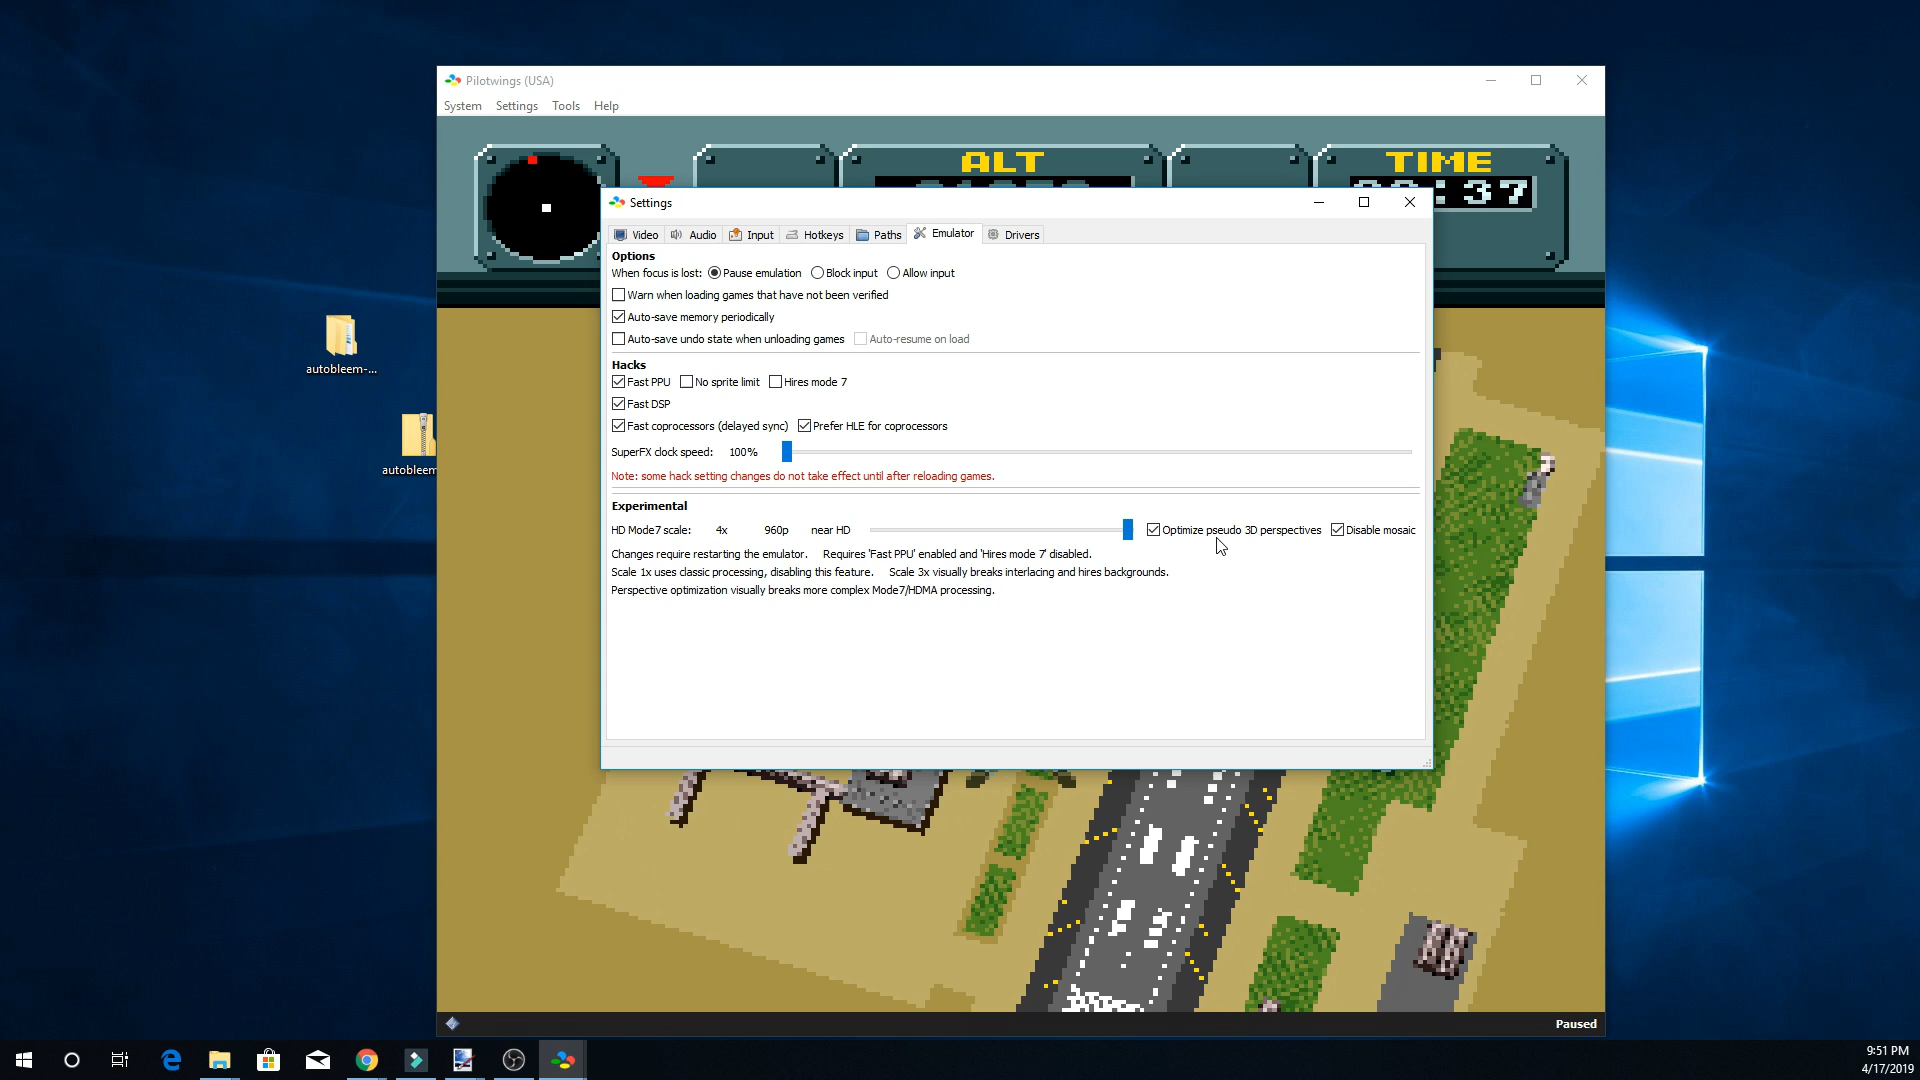 Pilotwings (USA)
System Settings Tools Help
ALT
TIME
:37
Settings
Video Audio Input Hotkeys Paths Emulator Drivers
Options
When focus is lost: Pause emulation Block input Allow input
Warn when loading games that have not been verified
Auto-save memory periodically
Auto-save undo state when unloading games Auto-resume on load
Hacks
Fast PPU No sprite limit Hires mode 7
Fast DSP
Fast coprocessors (delayed sync) Prefer HLE for coprocessors
SuperFX clock speed: 100%
Note: some hack setting changes do not take effect until after reloading games.
Experimental
HD Mode7 scale: 4x 960p near HD Optimize pseudo 3D perspectives Disable mosaic
Changes require restarting the emulator. Requires 'Fast PPU' enabled and 'Hires mode 7' disabled.
Scale 1x uses classic processing, disabling this feature. Scale 3x visually breaks interlacing and hires backgrounds.
Perspective optimization visually breaks more complex Mode7/HDMA processing.
autobleem-...
autobleem
Paused
9:51 PM
4/17/2019